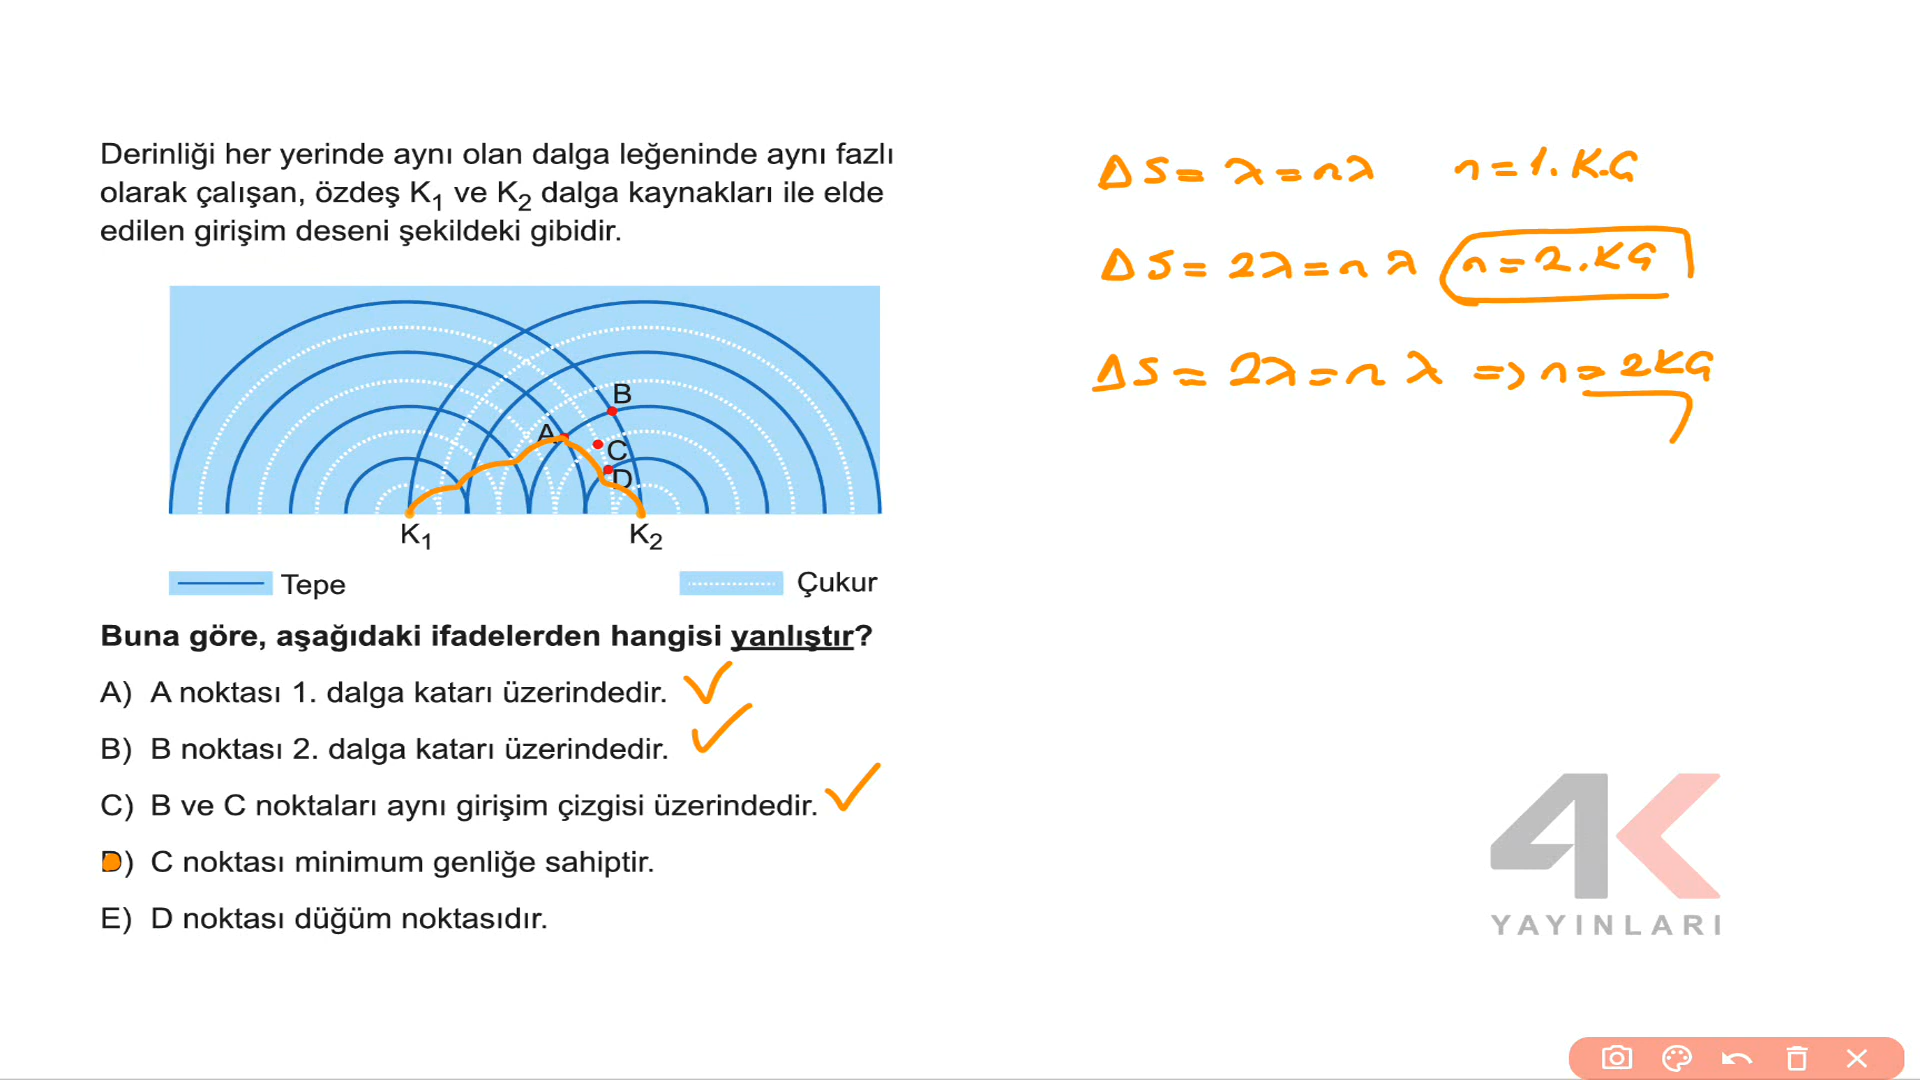 Derinliği her yerinde aynı olan dalga leğeninde aynı fazlı
olarak çalışan, özdeş K₁ ve K₂ dalga kaynakları ile elde
edilen girişim deseni şekildeki gibidir.
B
A
C
D
K₁ K₂
Tepe Çukur
Buna göre, aşağıdaki ifadelerden hangisi yanlıştır?
A) A noktası 1. dalga katarı üzerindedir.
B) B noktası 2. dalga katarı üzerindedir.
C) B ve C noktaları aynı girişim çizgisi üzerindedir.
D) C noktası minimum genliğe sahiptir.
E) D noktası düğüm noktasıdır.
ΔS = λ = nλ n = 1. K.G
ΔS = 2λ = nλ n = 2. KG
ΔS = 2λ = nλ => n = 2KG
4K
YAYINLARI